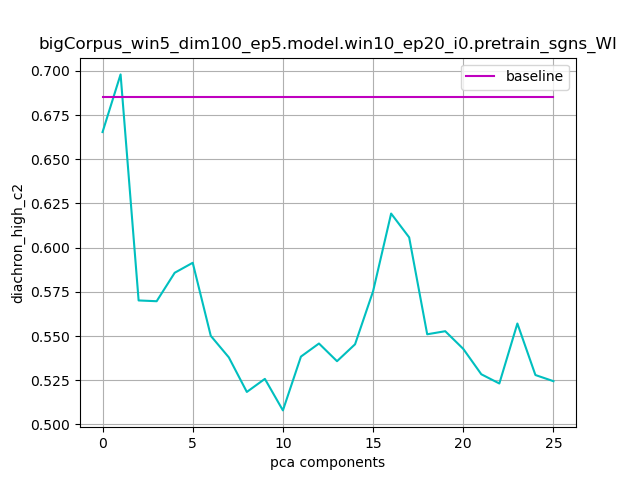 bigCorpus_win5_dim100_ep5.model.win10_ep20_i0.pretrain_sgns_WI
baseline
0.700
0.675
0.650
0.625
0.600
0.575
0.550
0.525
0.500
diachron_high_c2
0 5 10 15 20 25
pca components